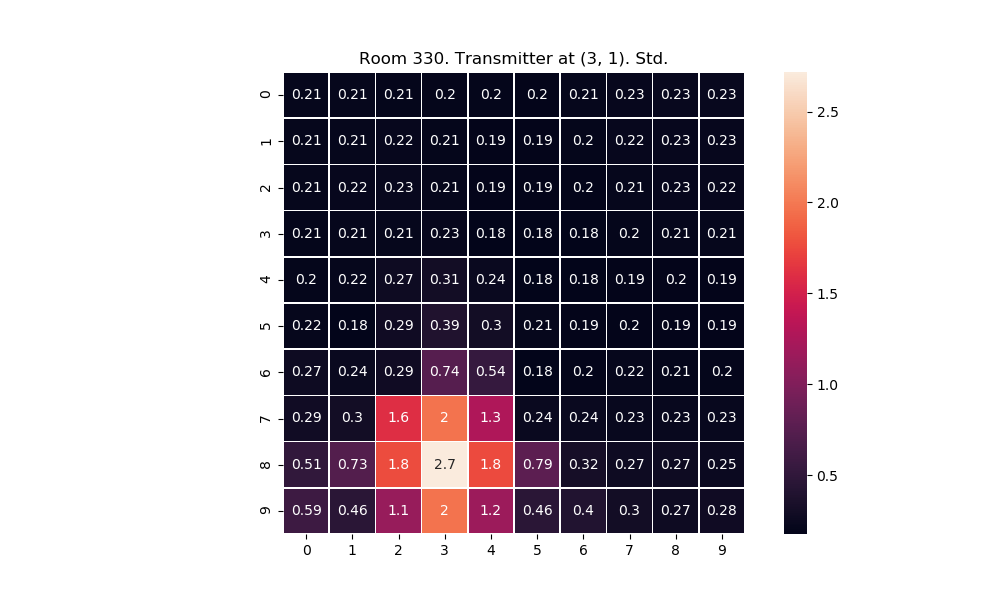 Room 330. Transmitter at (3, 1). Std.
0 0.21 0.21 0.21 0.2 0.2 0.2 0.21 0.23 0.23 0.23
1 0.21 0.21 0.22 0.21 0.19 0.19 0.2 0.22 0.23 0.23
2 0.21 0.22 0.23 0.21 0.19 0.19 0.2 0.21 0.23 0.22
3 0.21 0.21 0.21 0.23 0.18 0.18 0.18 0.2 0.21 0.21
4 0.2 0.22 0.27 0.31 0.24 0.18 0.18 0.19 0.2 0.19
5 0.22 0.18 0.29 0.39 0.3 0.21 0.19 0.2 0.19 0.19
6 0.27 0.24 0.29 0.74 0.54 0.18 0.2 0.22 0.21 0.2
7 0.29 0.3 1.6 2 1.3 0.24 0.24 0.23 0.23 0.23
8 0.51 0.73 1.8 2.7 1.8 0.79 0.32 0.27 0.27 0.25
9 0.59 0.46 1.1 2 1.2 0.46 0.4 0.3 0.27 0.28
0 1 2 3 4 5 6 7 8 9
2.5
2.0
1.5
1.0
0.5